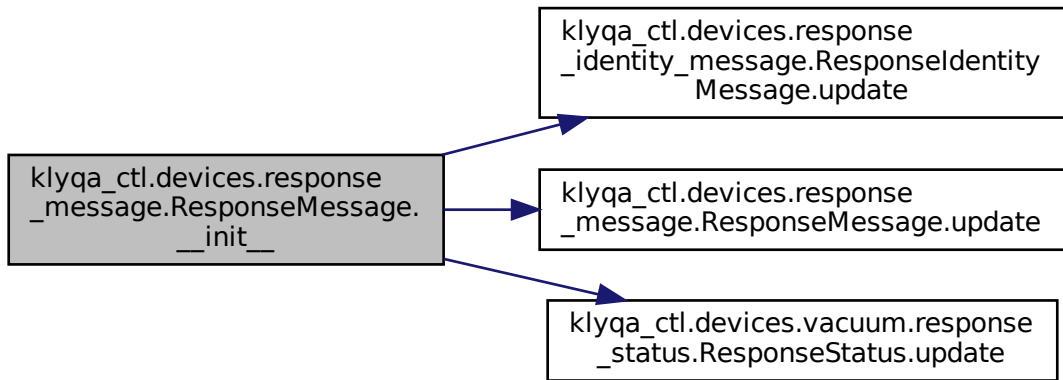 klyqa_ctl.devices.response
_message.ResponseMessage.
__init__
klyqa_ctl.devices.response
_identity_message.ResponseIdentity
Message.update
klyqa_ctl.devices.response
_message.ResponseMessage.update
klyqa_ctl.devices.vacuum.response
_status.ResponseStatus.update